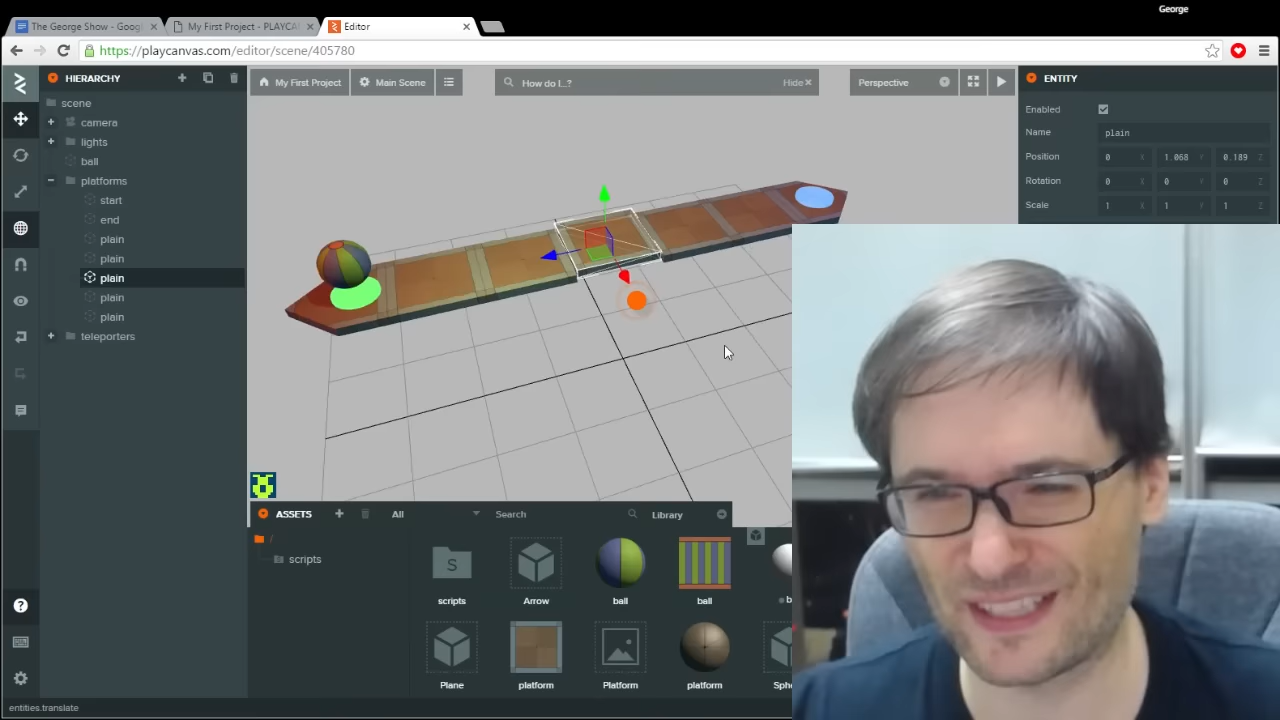 George
The George Show - Goog
My First Project - PLAYCA
Editor
https://playcanvas.com/editor/scene/405780
HIERARCHY
My First Project
Main Scene
How do I...?
Hide
Perspective
ENTITY
scene
camera
lights
ball
platforms
start
end
plain
plain
plain
plain
plain
teleporters
Enabled
Name
plain
Position
0 X 1.068 Y 0.189 Z
Rotation
0 X 0 Y 0 Z
Scale
1 X 1 Y 1 Z
ASSETS
All
Search
Library
/
scripts
S
scripts
Arrow
ball
ball
b
Plane
platform
Platform
platform
Sph
entities.translate